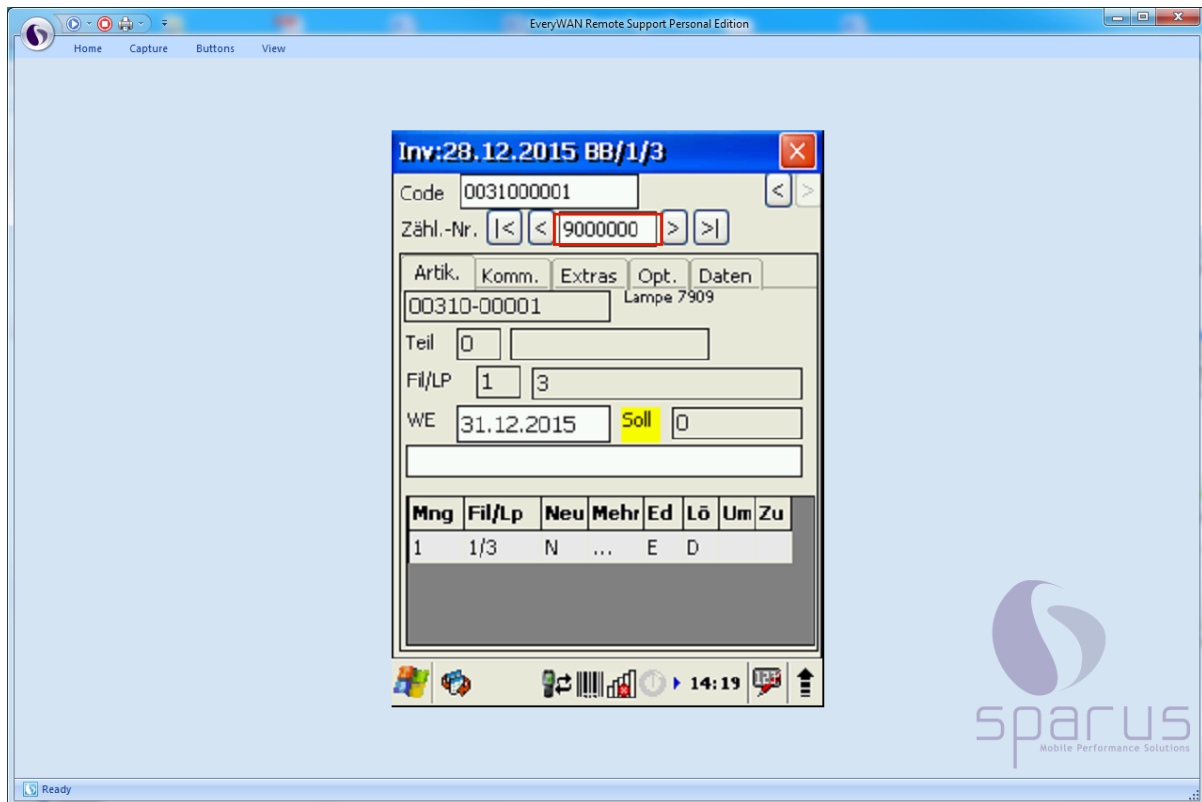 EveryWAN Remote Support Personal Edition
Home Capture Buttons View
Inv:28.12.2015 BB/1/3
Code 0031000001 < >
Zähl.-Nr. |< < 9000000 > >|
Artik. Komm. Extras Opt. Daten
00310-00001 Lampe 7909
Teil 0
Fil/LP 1 3
WE 31.12.2015 Soll 0
Mng Fil/Lp Neu Mehr Ed Lö Um Zu
1 1/3 N ... E D
14:19 123
sparus
Mobile Performance Solutions
Ready